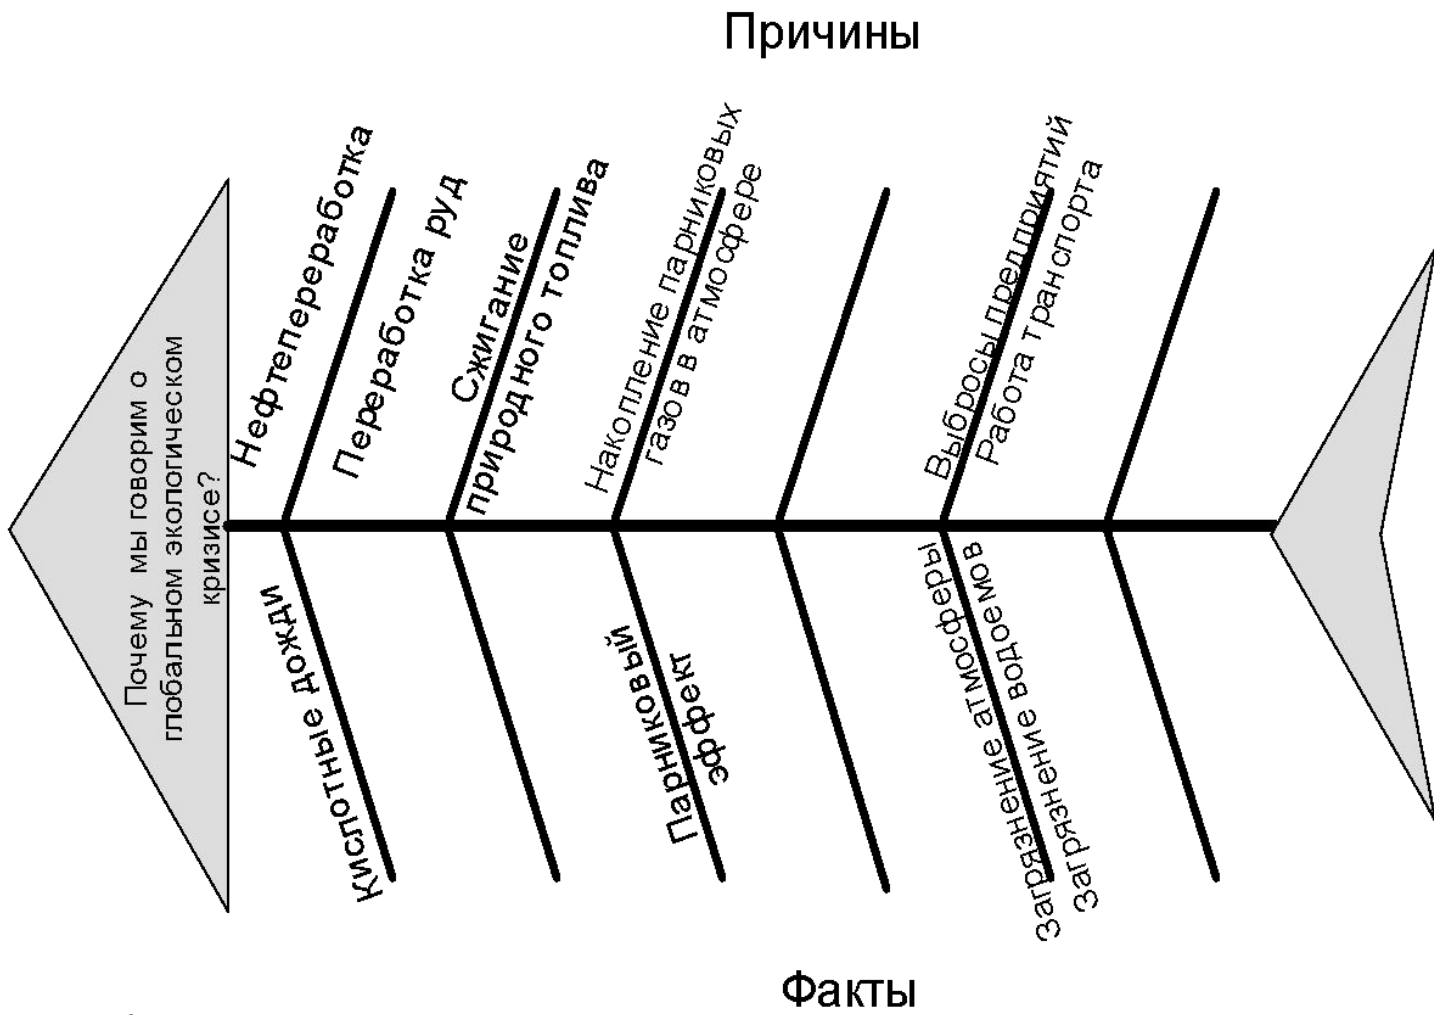 Причины
Почему мы говорим о
глобальном экологическом
кризисе?
Нефтепереработка
Переработка руд
Сжигание
природного топлива
Накопление парниковых
газов в атмосфере
Выбросы предприятий
Работа транспорта
Кислотные дожди
Парниковый
эффект
Загрязнение атмосферы
Загрязнение водоемов
Факты